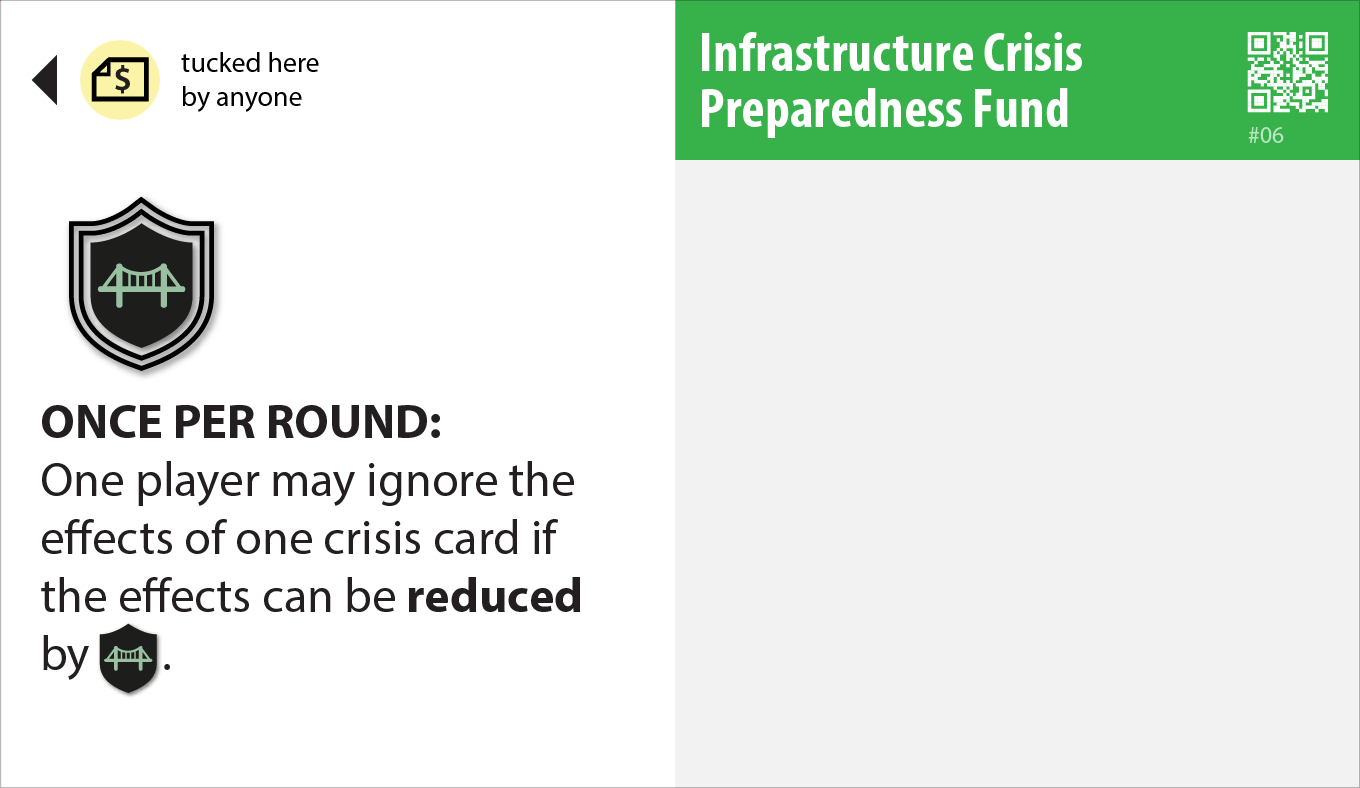 tucked here
by anyone
$
Infrastructure Crisis
Preparedness Fund
#06
ONCE PER ROUND:
One player may ignore the
effects of one crisis card if
the effects can be reduced
by .